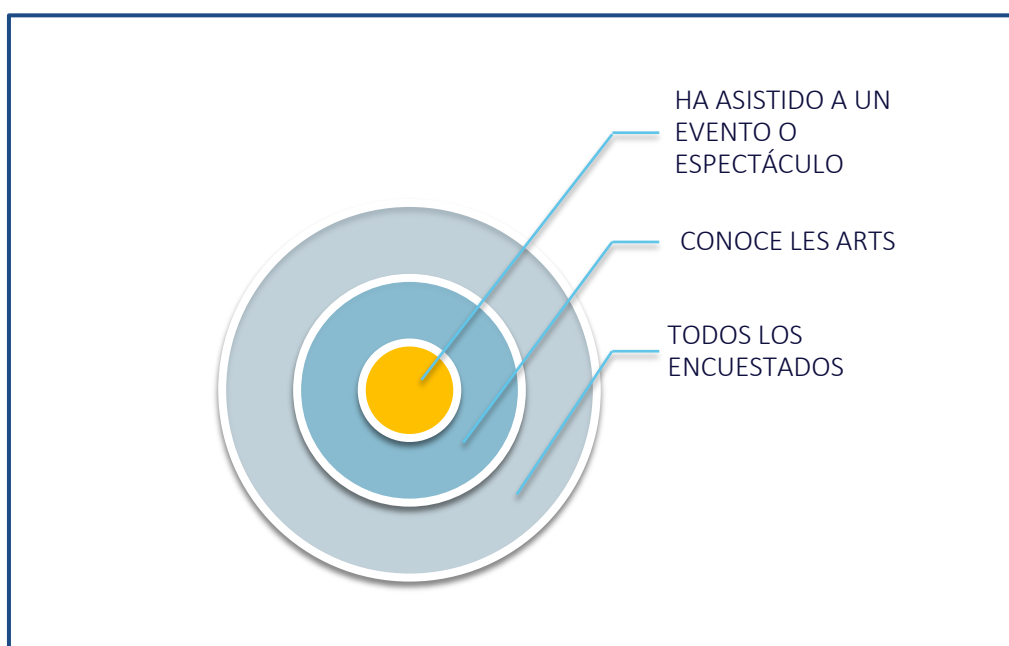 HA ASISTIDO A UN
EVENTO O
ESPECTÁCULO
CONOCE LES ARTS
TODOS LOS
ENCUESTADOS